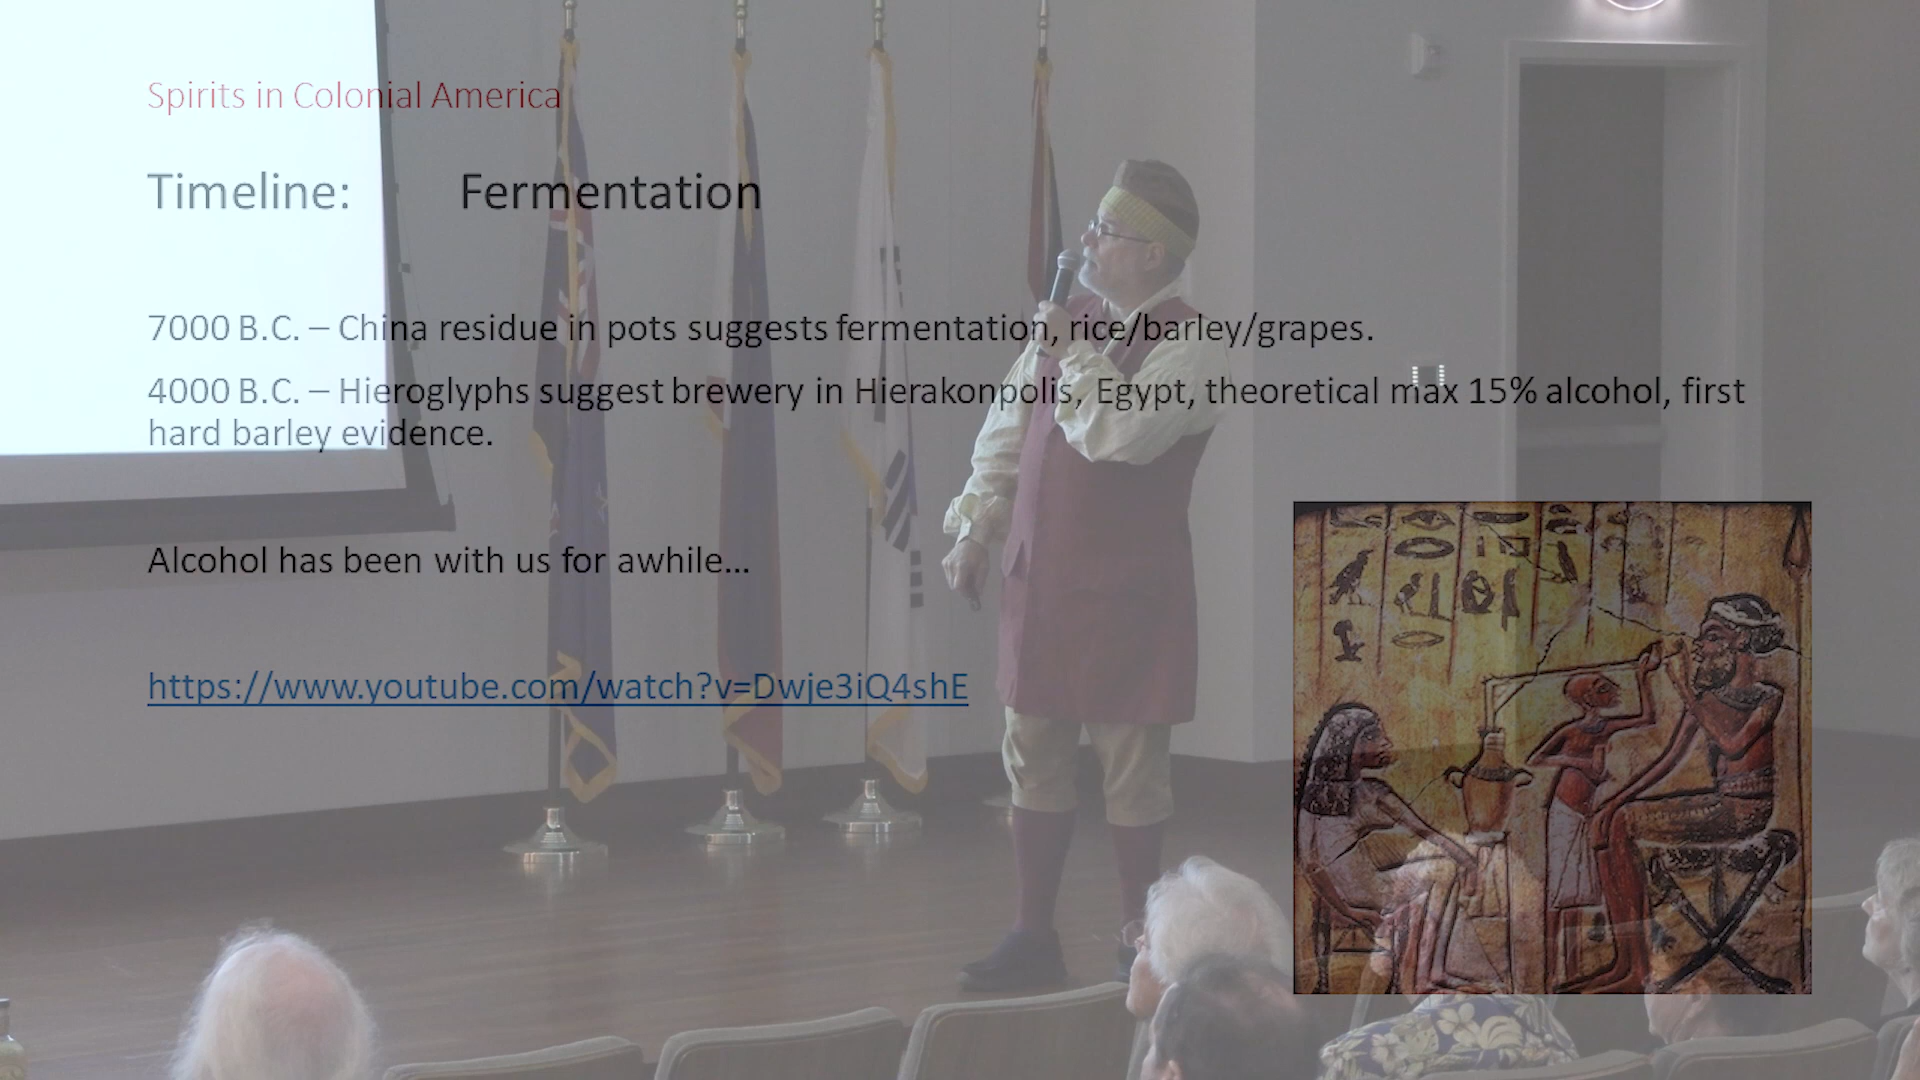 Spirits in Colonial America
Timeline: Fermentation
7000 B.C. – China residue in pots suggests fermentation, rice/barley/grapes.
4000 B.C. – Hieroglyphs suggest brewery in Hierakonpolis, Egypt, theoretical max 15% alcohol, first
hard barley evidence.
Alcohol has been with us for awhile...
https://www.youtube.com/watch?v=Dwje3iQ4shE